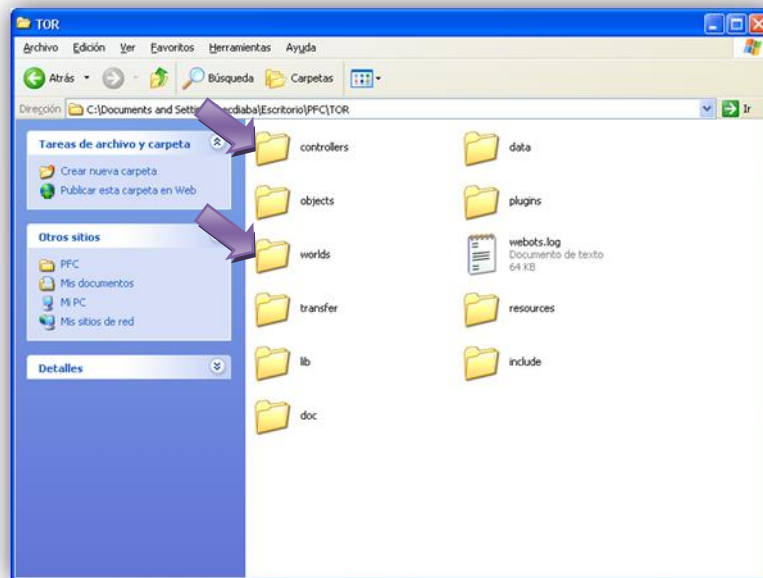 TOR
Archivo Edición Ver Favoritos Herramientas Ayuda
Atrás Búsqueda Carpetas
Dirección C:\Documents and Setti ecdiaba\Escritorio\PFC\TOR Ir
Tareas de archivo y carpeta
Crear nueva carpeta
Publicar esta carpeta en Web
Otros sitios
PFC
Mis documentos
Mi PC
Mis sitios de red
Detalles
controllers data
objects plugins
worlds webots.log
Documento de texto
64 KB
transfer resources
lib include
doc